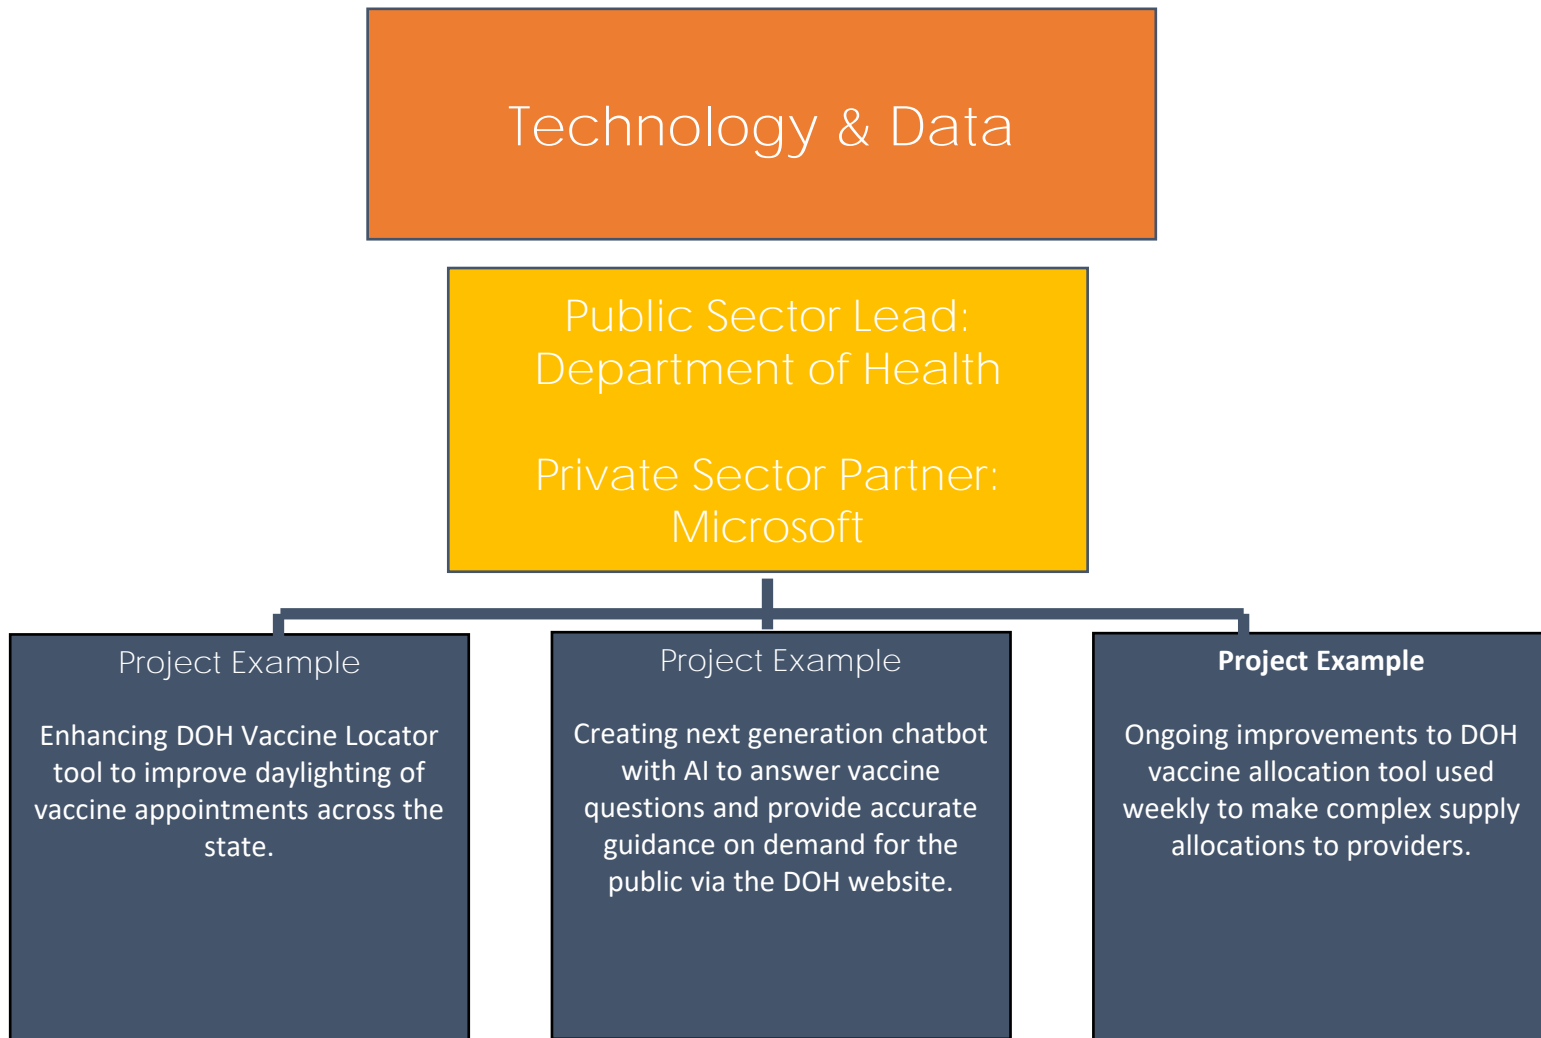 Technology & Data
Public Sector Lead:
Department of Health
Private Sector Partner:
Microsoft
Project Example
Enhancing DOH Vaccine Locator
tool to improve daylighting of
vaccine appointments across the
state.
Project Example
Creating next generation chatbot
with AI to answer vaccine
questions and provide accurate
guidance on demand for the
public via the DOH website.
Project Example
Ongoing improvements to DOH
vaccine allocation tool used
weekly to make complex supply
allocations to providers.